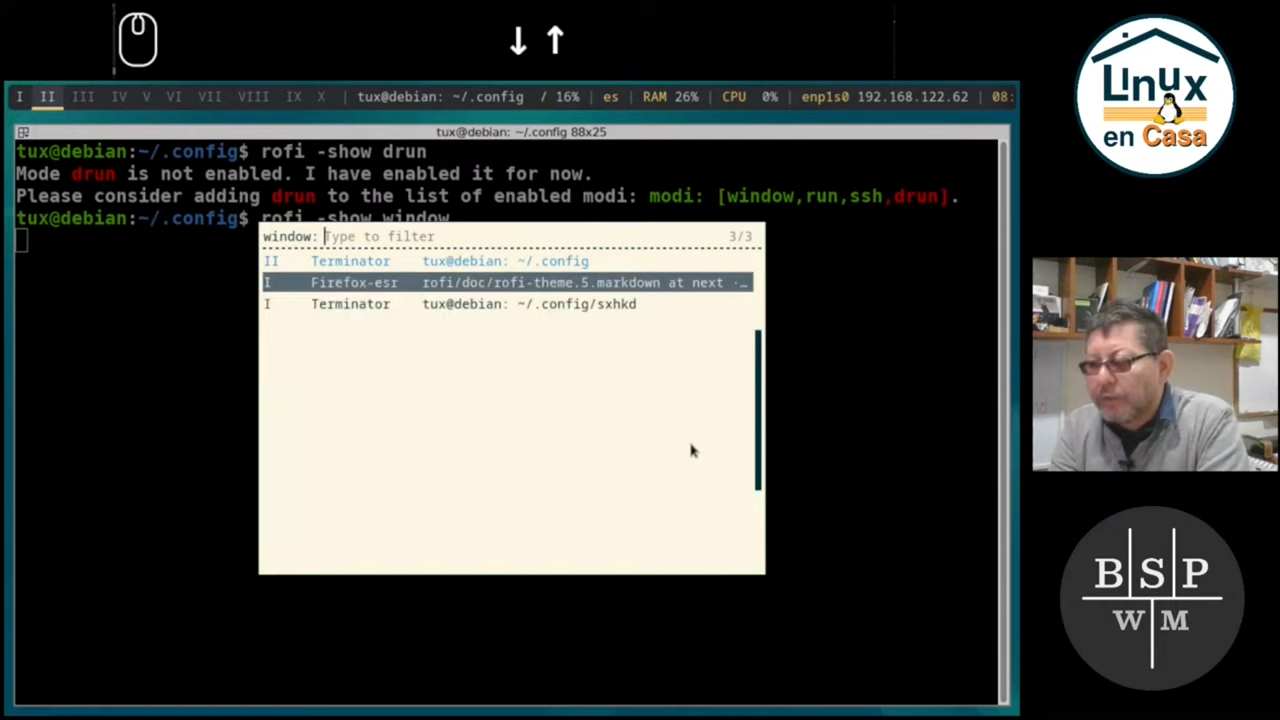 ↓ ↑
LINUX
en Casa
I II III IV V VI VII VIII IX X | tux@debian: ~/.config / 16% | es | RAM 26% | CPU 0% | enp1s0 192.168.122.62 | 08:
tux@debian: ~/.config 88x25
tux@debian:~/.config$ rofi -show drun
Mode drun is not enabled. I have enabled it for now.
Please consider adding drun to the list of enabled modi: modi: [window,run,ssh,drun].
tux@debian:~/.config$ rofi -show window
window: Type to filter 3/3
II Terminator tux@debian: ~/.config
I Firefox-esr rofi/doc/rofi-theme.5.markdown at next ·…
I Terminator tux@debian: ~/.config/sxhkd
B S P
W M